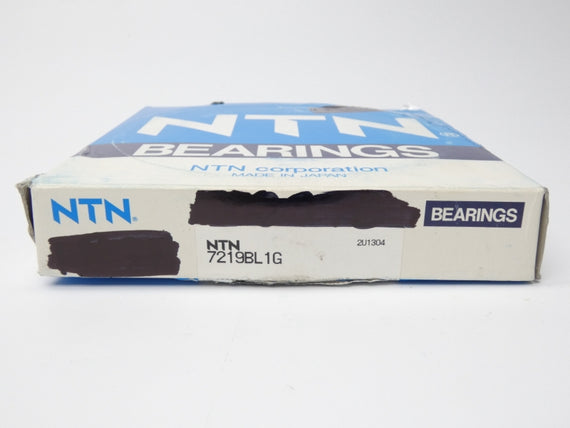 NTN®
BEARINGS
NTN corporation
MADE IN JAPAN
NTN®
BEARINGS
NTN
2U1304
7219BL1G